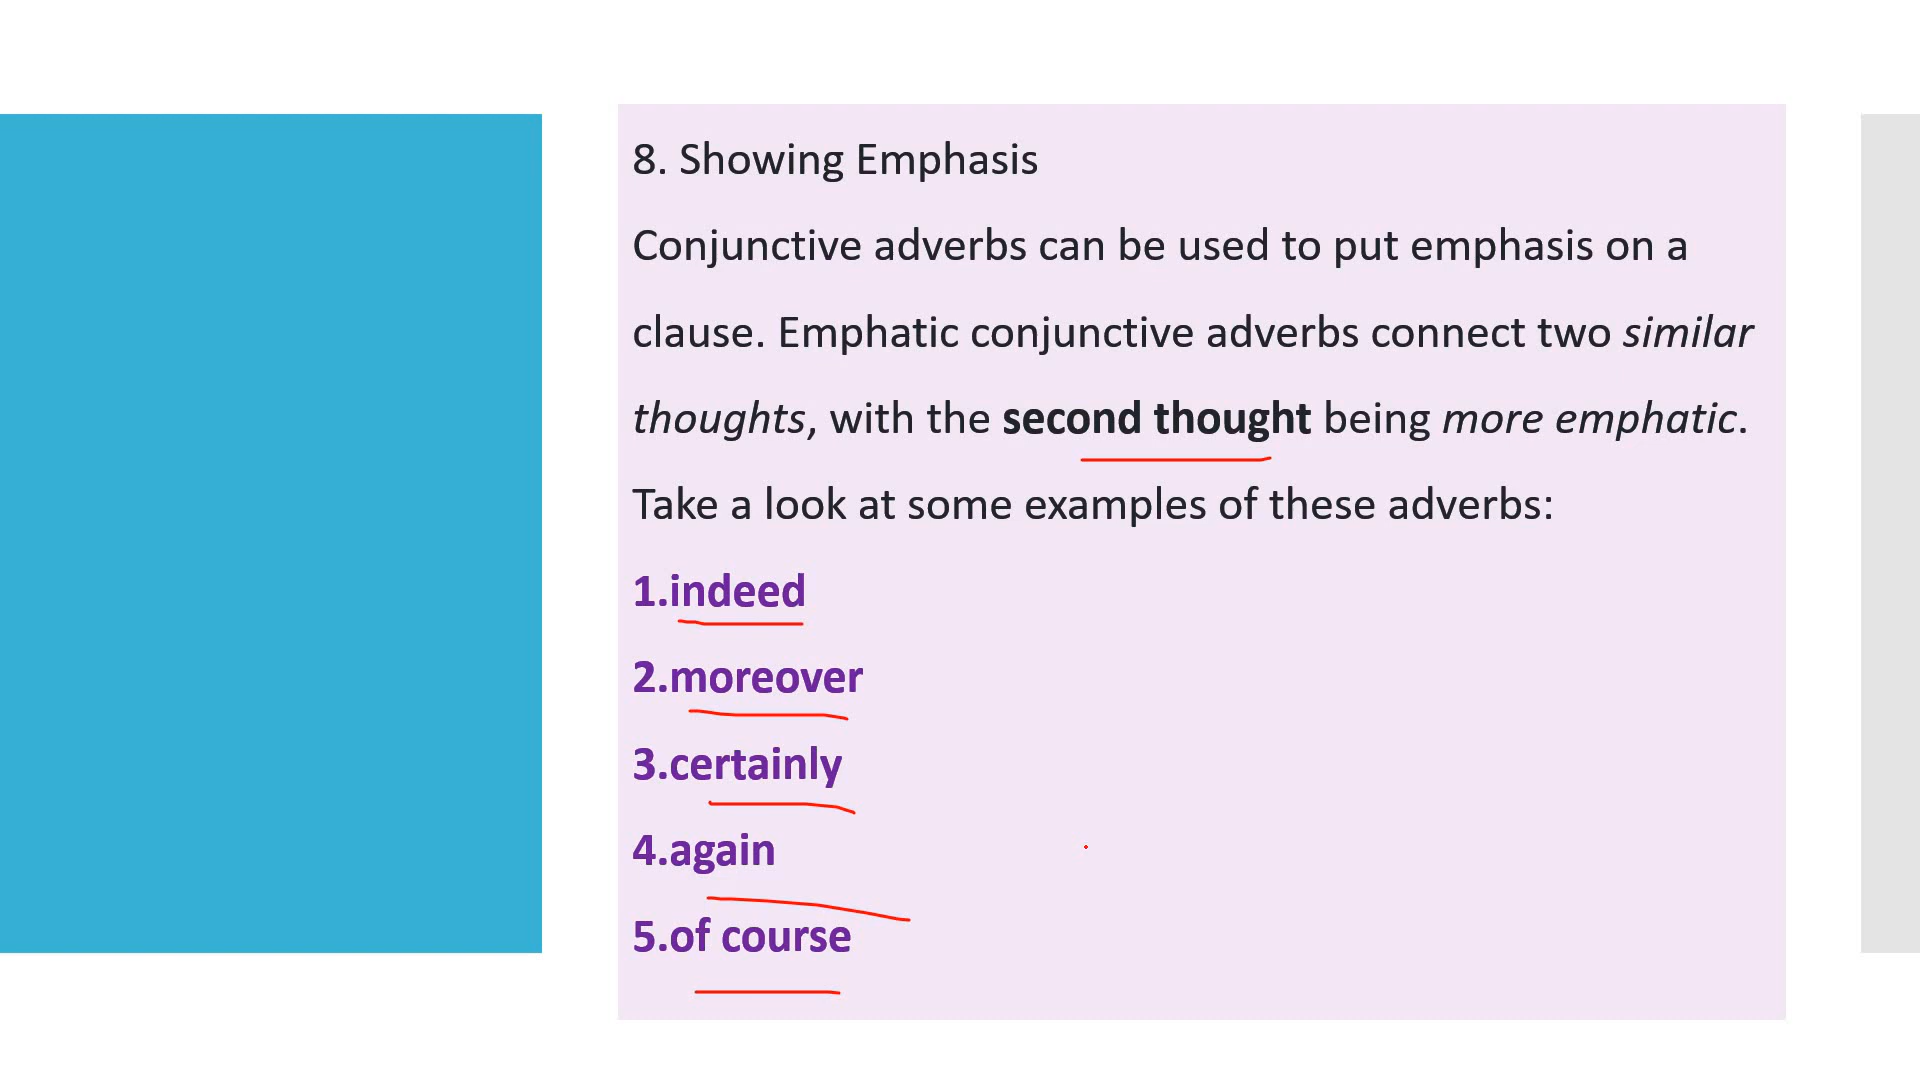 8. Showing Emphasis
Conjunctive adverbs can be used to put emphasis on a
clause. Emphatic conjunctive adverbs connect two similar
thoughts, with the second thought being more emphatic.
Take a look at some examples of these adverbs:
1.indeed
2.moreover
3.certainly
4.again
5.of course